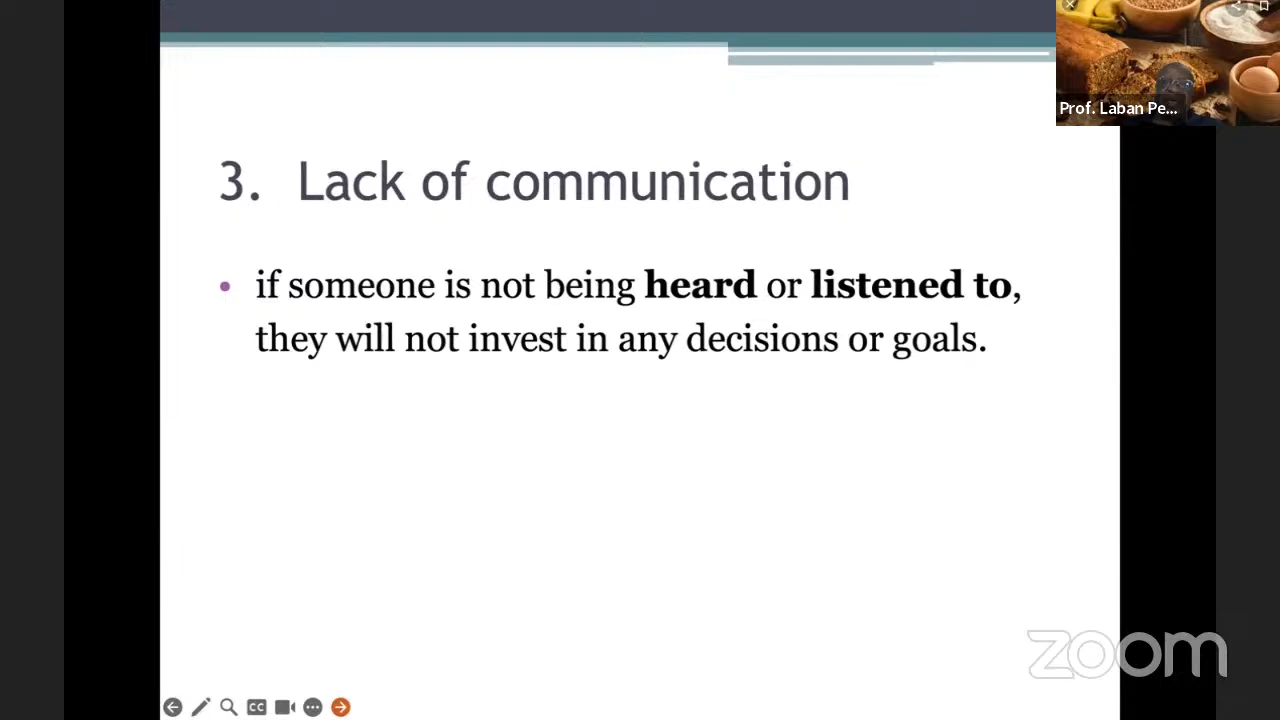 Prof. Laban Pe...
3. Lack of communication
• if someone is not being heard or listened to,
they will not invest in any decisions or goals.
zoom
CC